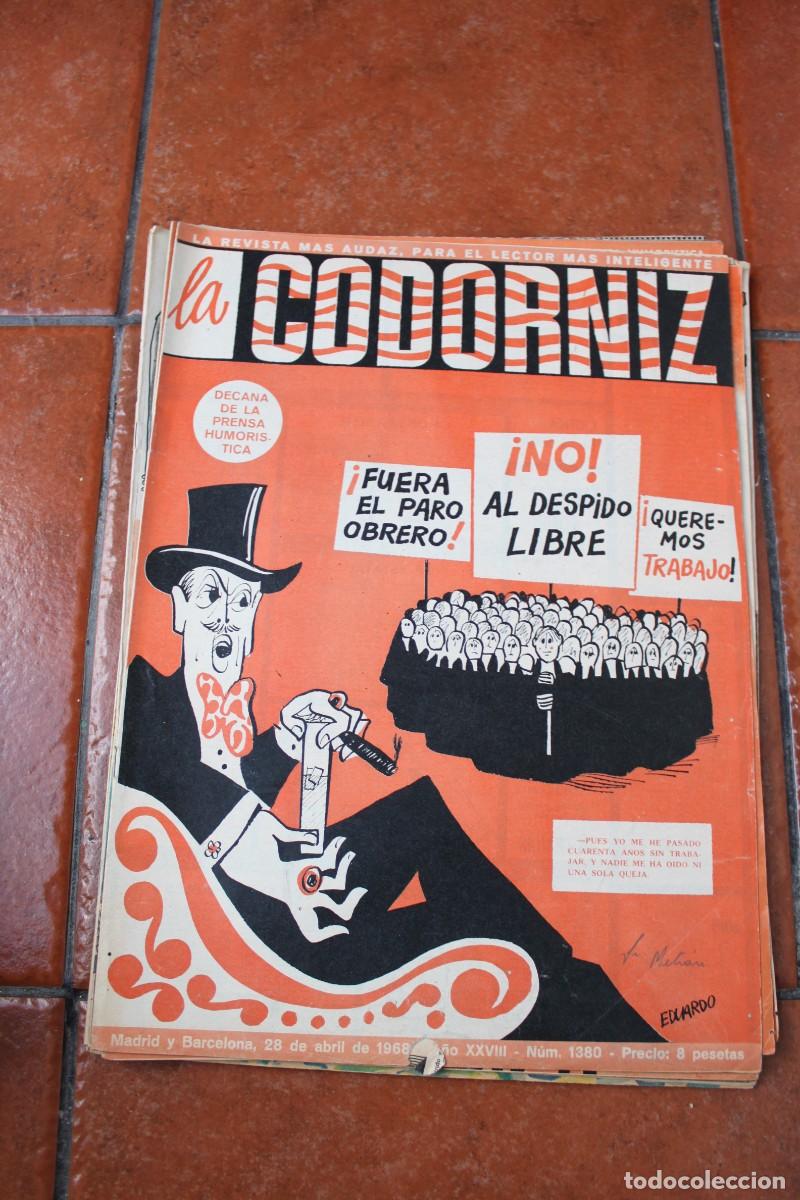 LA REVISTA MAS AUDAZ, PARA EL LECTOR MAS INTELIGENTE
la CODORNIZ
DECANA
DE LA
PRENSA
HUMORIS-
TICA
¡FUERA
EL PARO
OBRERO!
¡NO!
AL DESPIDO
LIBRE
¡QUERE-
MOS
TRABAJO!
—PUES YO ME HE PASADO
CUARENTA AÑOS SIN TRABA-
JAR, Y NADIE ME HA OIDO NI
UNA SOLA QUEJA.
EDUARDO
Madrid y Barcelona, 28 de abril de 1968 - Año XXVIII - Núm. 1380 - Precio: 8 pesetas
todocoleccion.net